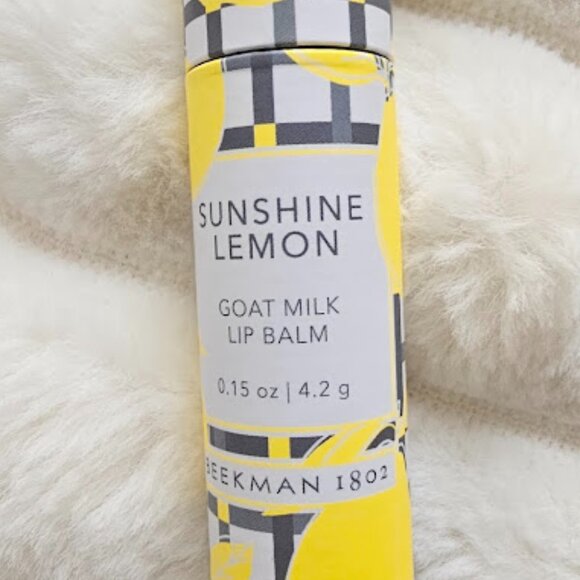 SUNSHINE
LEMON
GOAT MILK
LIP BALM
0.15 oz | 4.2 g
BEEKMAN 1802